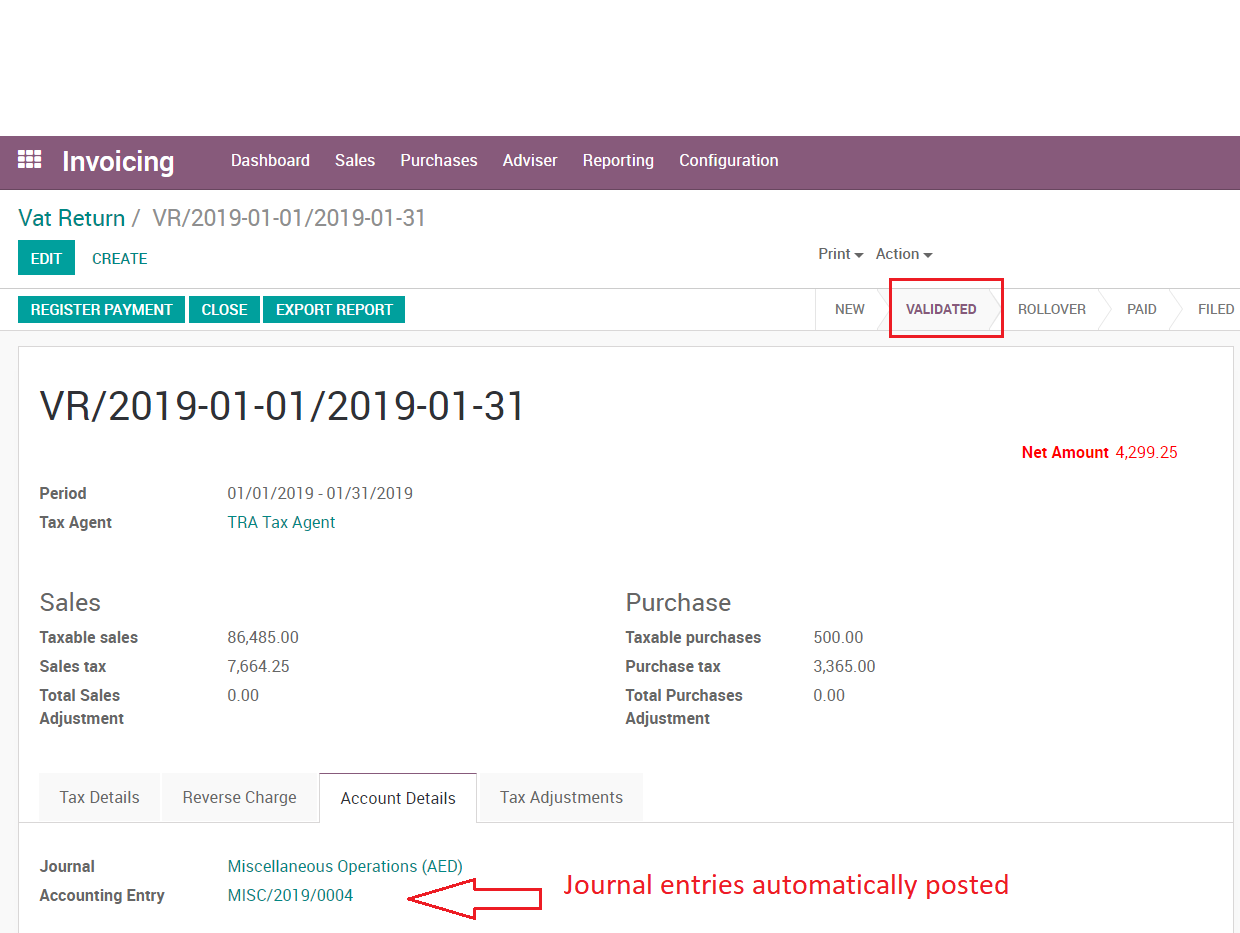 Invoicing Dashboard Sales Purchases Adviser Reporting Configuration
Vat Return / VR/2019-01-01/2019-01-31
EDIT CREATE Print Action
REGISTER PAYMENT CLOSE EXPORT REPORT NEW VALIDATED ROLLOVER PAID FILED
VR/2019-01-01/2019-01-31
Net Amount 4,299.25
Period 01/01/2019 - 01/31/2019
Tax Agent TRA Tax Agent
Sales Purchase
Taxable sales 86,485.00 Taxable purchases 500.00
Sales tax 7,664.25 Purchase tax 3,365.00
Total Sales 0.00 Total Purchases 0.00
Adjustment Adjustment
Tax Details Reverse Charge Account Details Tax Adjustments
Journal Miscellaneous Operations (AED)
Accounting Entry MISC/2019/0004 Journal entries automatically posted